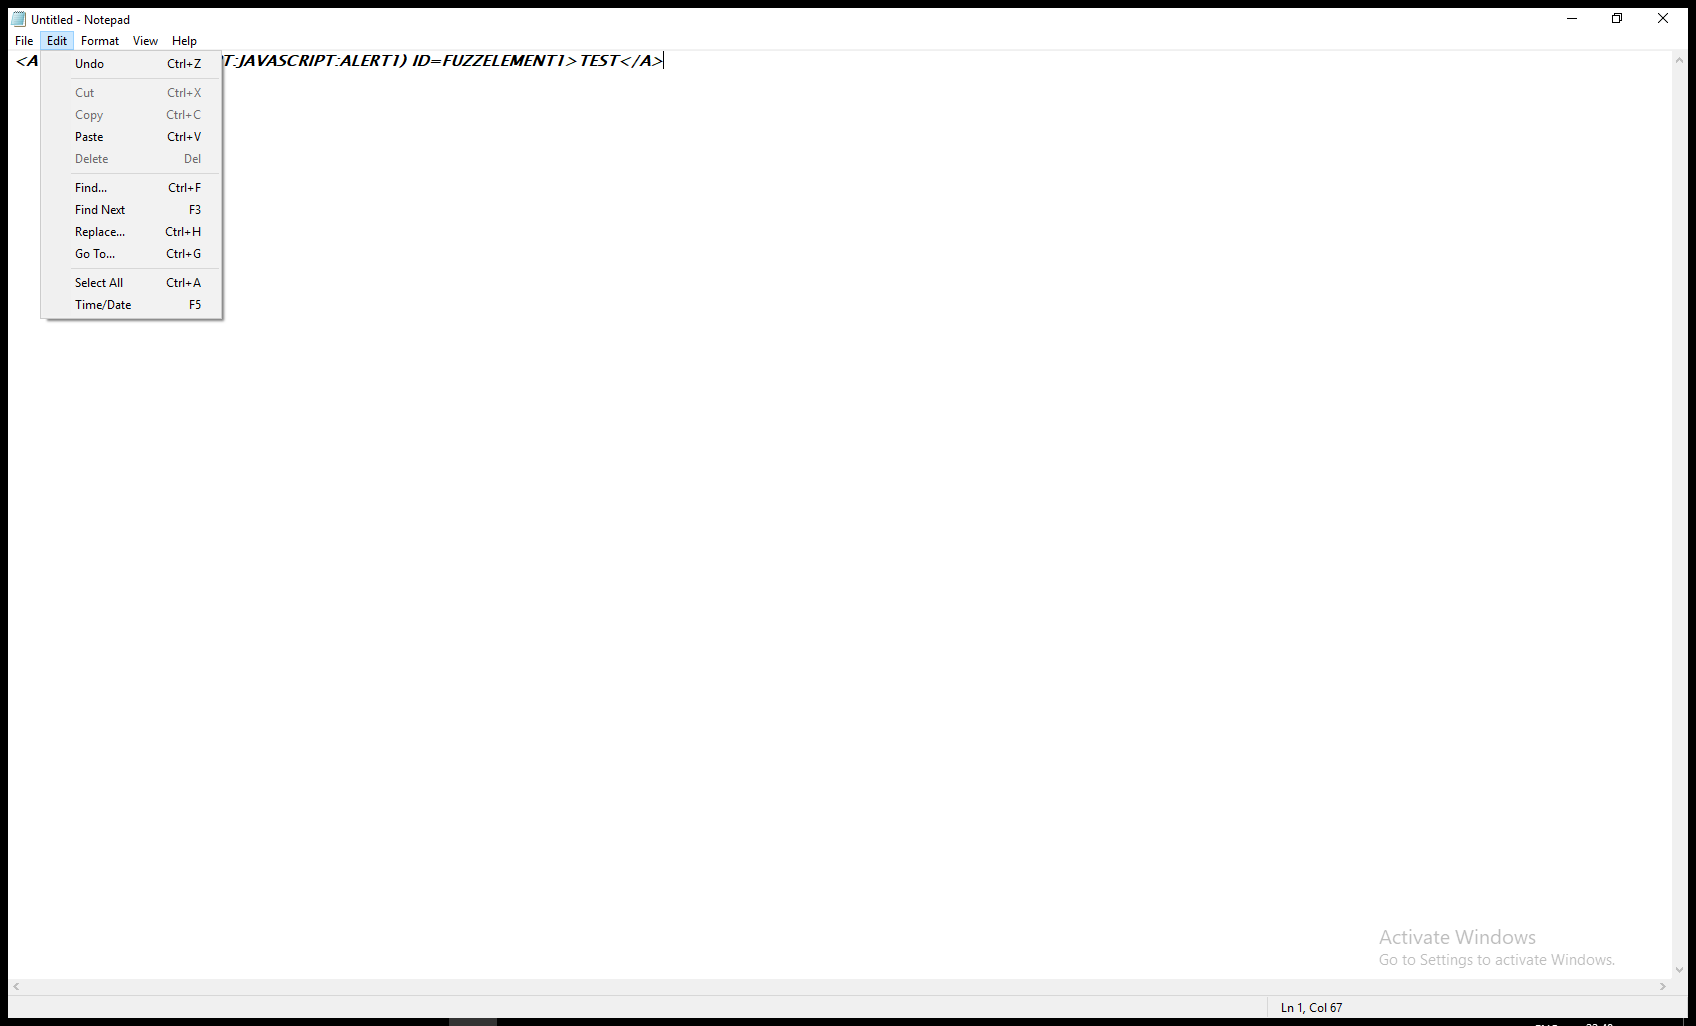 Untitled - Notepad
File Edit Format View Help
<A T:JAVASCRIPT:ALERT1) ID=FUZZELEMENT1>TEST</A>
Undo Ctrl+Z
Cut Ctrl+X
Copy Ctrl+C
Paste Ctrl+V
Delete Del
Find... Ctrl+F
Find Next F3
Replace... Ctrl+H
Go To... Ctrl+G
Select All Ctrl+A
Time/Date F5
Activate Windows
Go to Settings to activate Windows.
Ln 1, Col 67